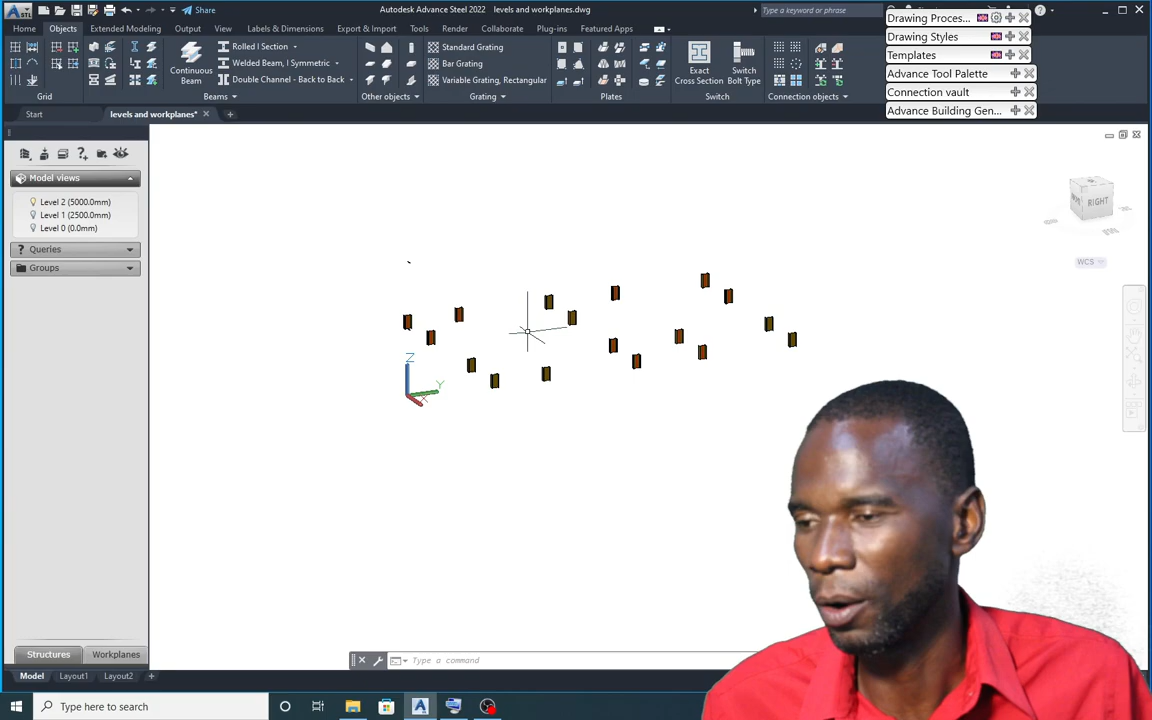 Autodesk Advance Steel 2022 levels and workplanes.dwg
Share
Type a keyword or phrase
Home Objects Extended Modeling Output View Labels & Dimensions Export & Import Tools Render Collaborate Plug-ins Featured Apps
Rolled I Section
Welded Beam, I Symmetric
Double Channel - Back to Back
Continuous
Beam
Standard Grating
Bar Grating
Variable Grating, Rectangular
Exact
Cross Section
Switch
Bolt Type
Grid Beams Other objects Grating Plates Switch Connection objects
Drawing Proces...
Drawing Styles
Templates
Advance Tool Palette
Connection vault
Advance Building Gen...
Start levels and workplanes*
Model views
Level 2 (5000.0mm)
Level 1 (2500.0mm)
Level 0 (0.0mm)
Queries
Groups
RIGHT
WCS
Z
Y
X
Structures Workplanes
Type a command
Model Layout1 Layout2
Type here to search